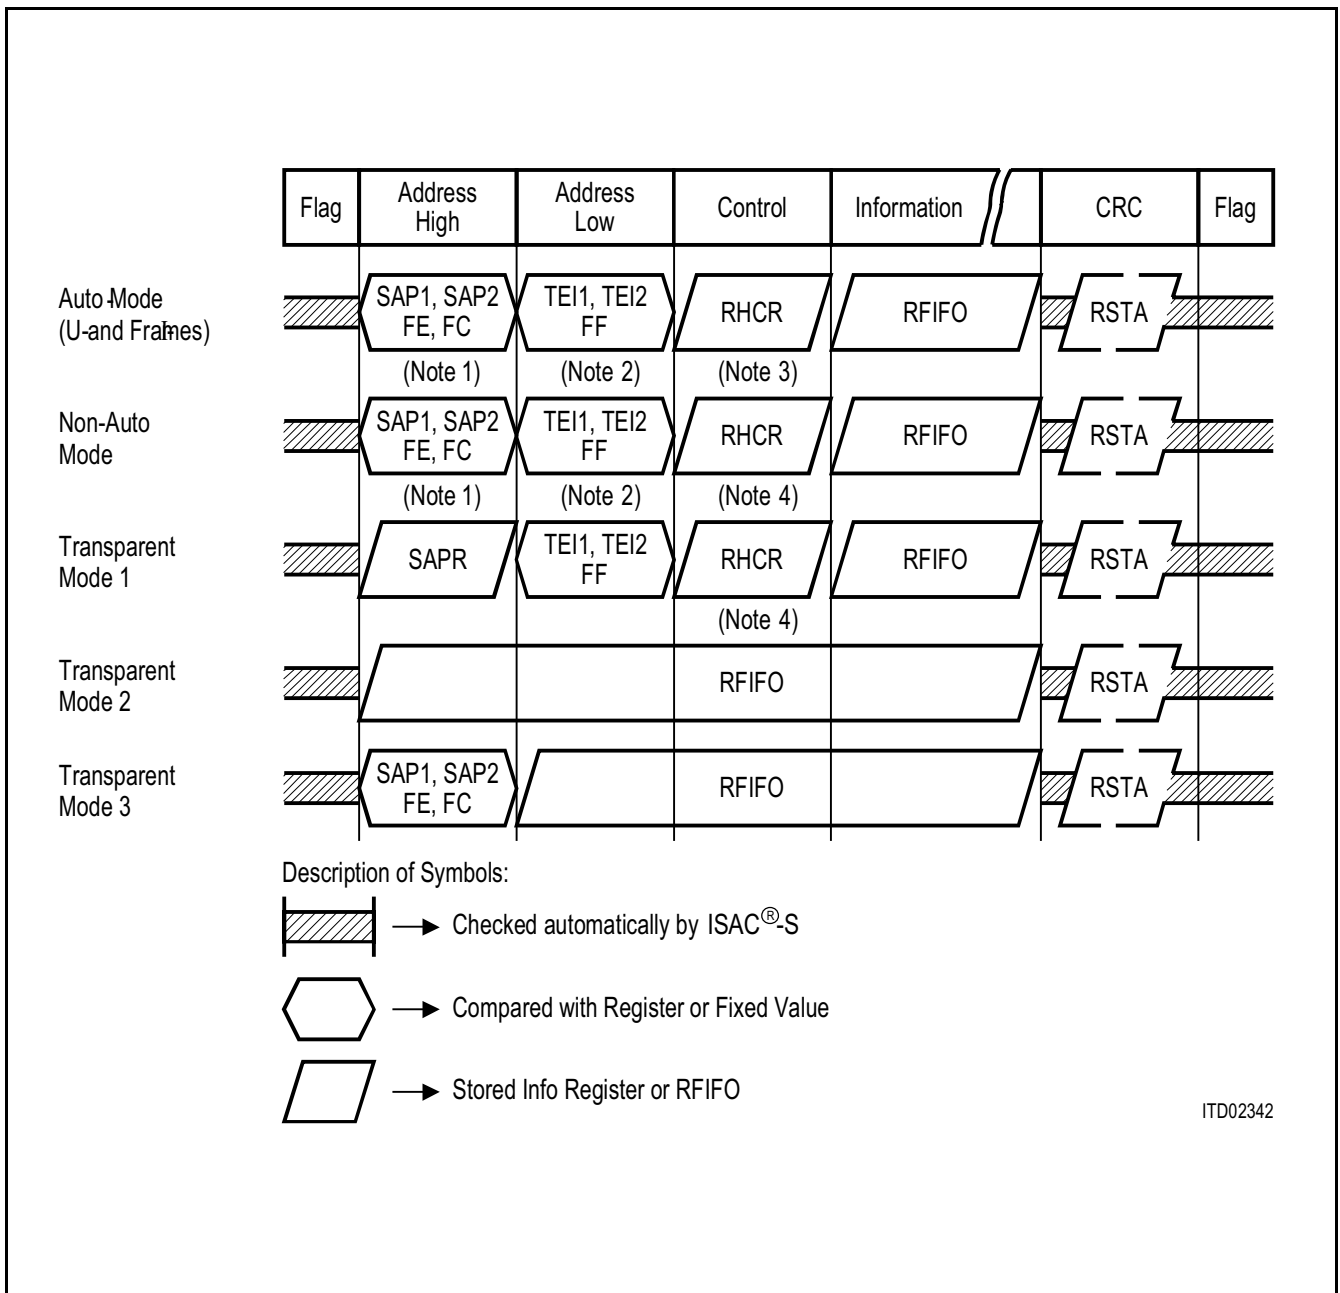 Flag Address High Address Low Control Information CRC Flag
Auto-Mode
(U-and Frames)
SAP1, SAP2
FE, FC
TEI1, TEI2
FF
RHCR
RFIFO
RSTA
(Note 1) (Note 2) (Note 3)
Non-Auto
Mode
SAP1, SAP2
FE, FC
TEI1, TEI2
FF
RHCR
RFIFO
RSTA
(Note 1) (Note 2) (Note 4)
Transparent
Mode 1
SAPR
TEI1, TEI2
FF
RHCR
RFIFO
RSTA
(Note 4)
Transparent
Mode 2
RFIFO
RSTA
Transparent
Mode 3
SAP1, SAP2
FE, FC
RFIFO
RSTA
Description of Symbols:
Checked automatically by ISAC®-S
Compared with Register or Fixed Value
Stored Info Register or RFIFO
ITD02342